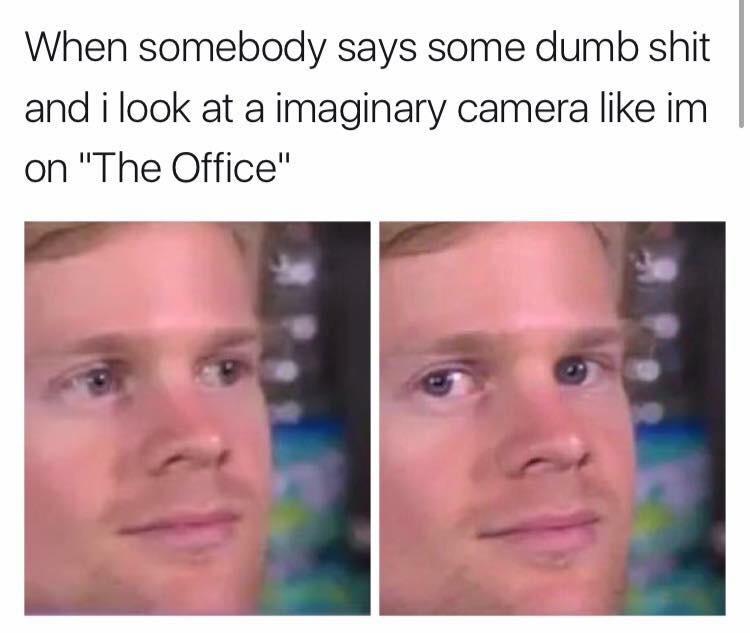 When somebody says some dumb shit
and i look at a imaginary camera like im
on "The Office"